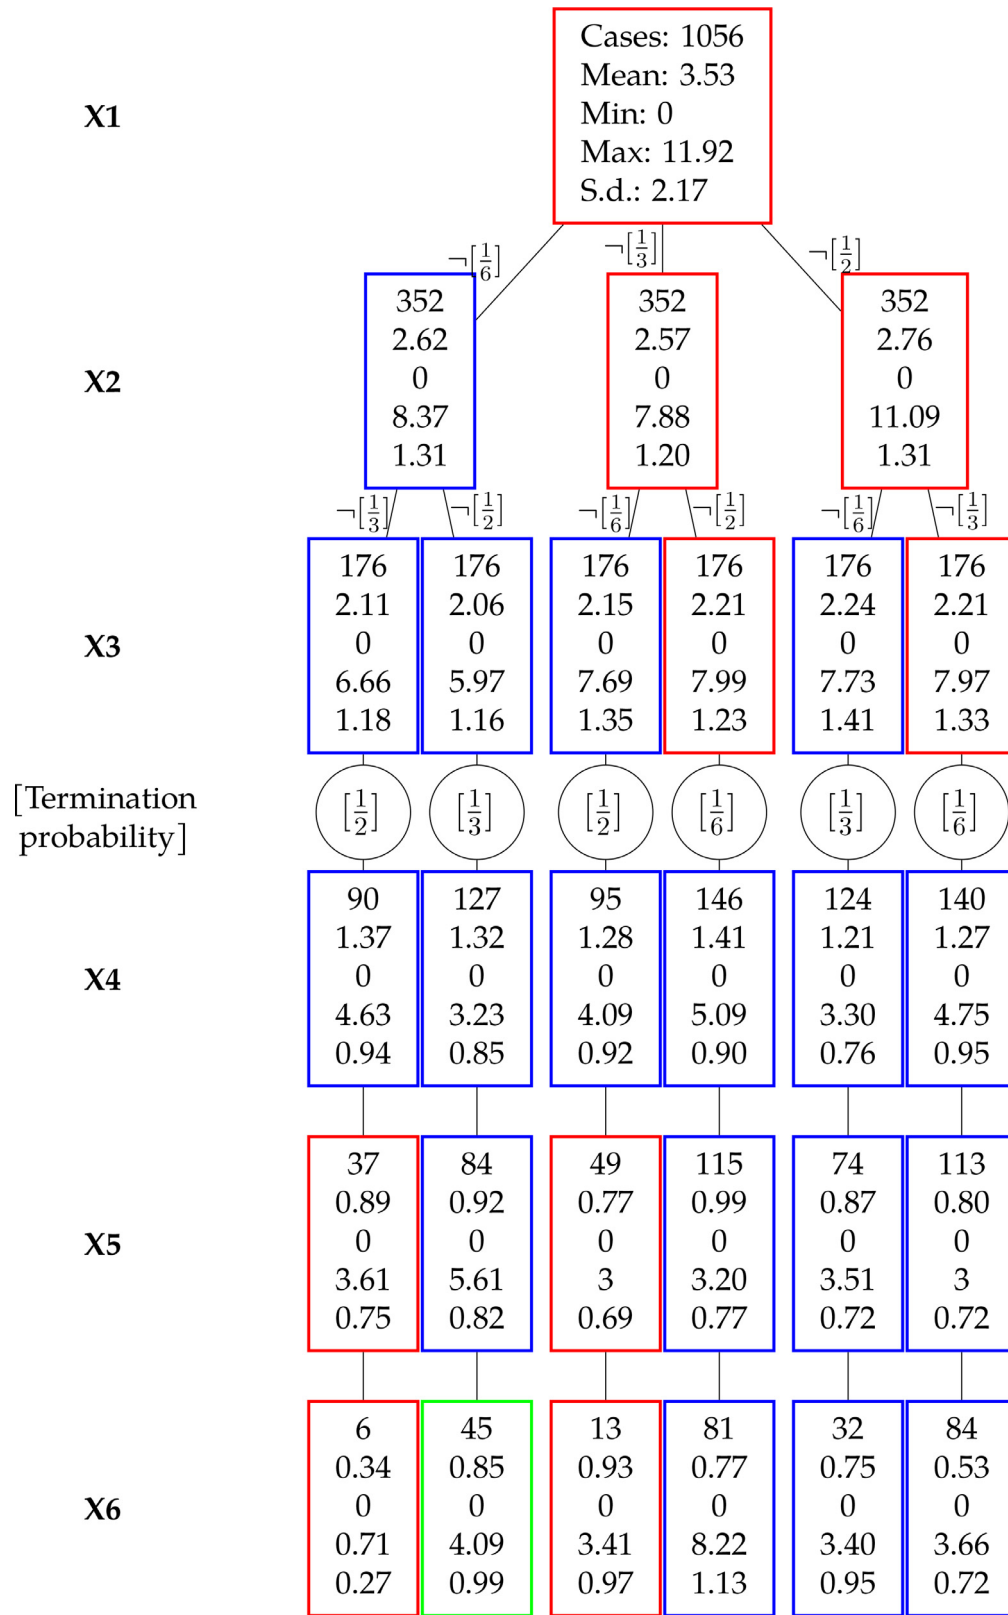 X1
Cases: 1056
Mean: 3.53
Min: 0
Max: 11.92
S.d.: 2.17
¬[1/6] ¬[1/3] ¬[1/2]
X2
352 352 352
2.62 2.57 2.76
0 0 0
8.37 7.88 11.09
1.31 1.20 1.31
¬[1/3] ¬[1/2] ¬[1/6] ¬[1/2] ¬[1/6] ¬[1/3]
X3
176 176 176 176 176 176
2.11 2.06 2.15 2.21 2.24 2.21
0 0 0 0 0 0
6.66 5.97 7.69 7.99 7.73 7.97
1.18 1.16 1.35 1.23 1.41 1.33
[Termination
probability]
[1/2] [1/3] [1/2] [1/6] [1/3] [1/6]
X4
90 127 95 146 124 140
1.37 1.32 1.28 1.41 1.21 1.27
0 0 0 0 0 0
4.63 3.23 4.09 5.09 3.30 4.75
0.94 0.85 0.92 0.90 0.76 0.95
X5
37 84 49 115 74 113
0.89 0.92 0.77 0.99 0.87 0.80
0 0 0 0 0 0
3.61 5.61 3 3.20 3.51 3
0.75 0.82 0.69 0.77 0.72 0.72
X6
6 45 13 81 32 84
0.34 0.85 0.93 0.77 0.75 0.53
0 0 0 0 0 0
0.71 4.09 3.41 8.22 3.40 3.66
0.27 0.99 0.97 1.13 0.95 0.72